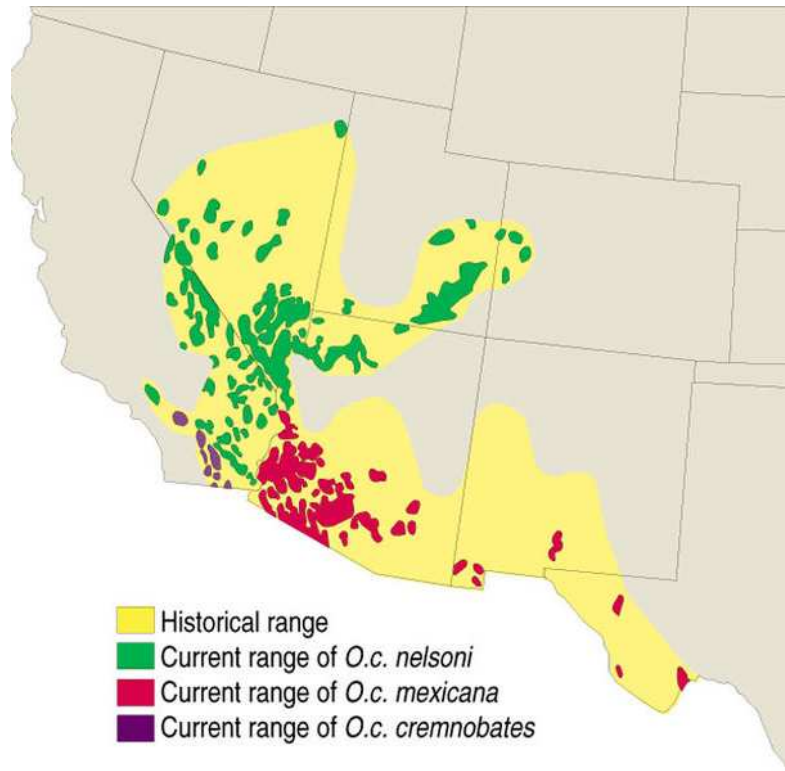 Historical range
Current range of O.c. nelsoni
Current range of O.c. mexicana
Current range of O.c. cremnobates